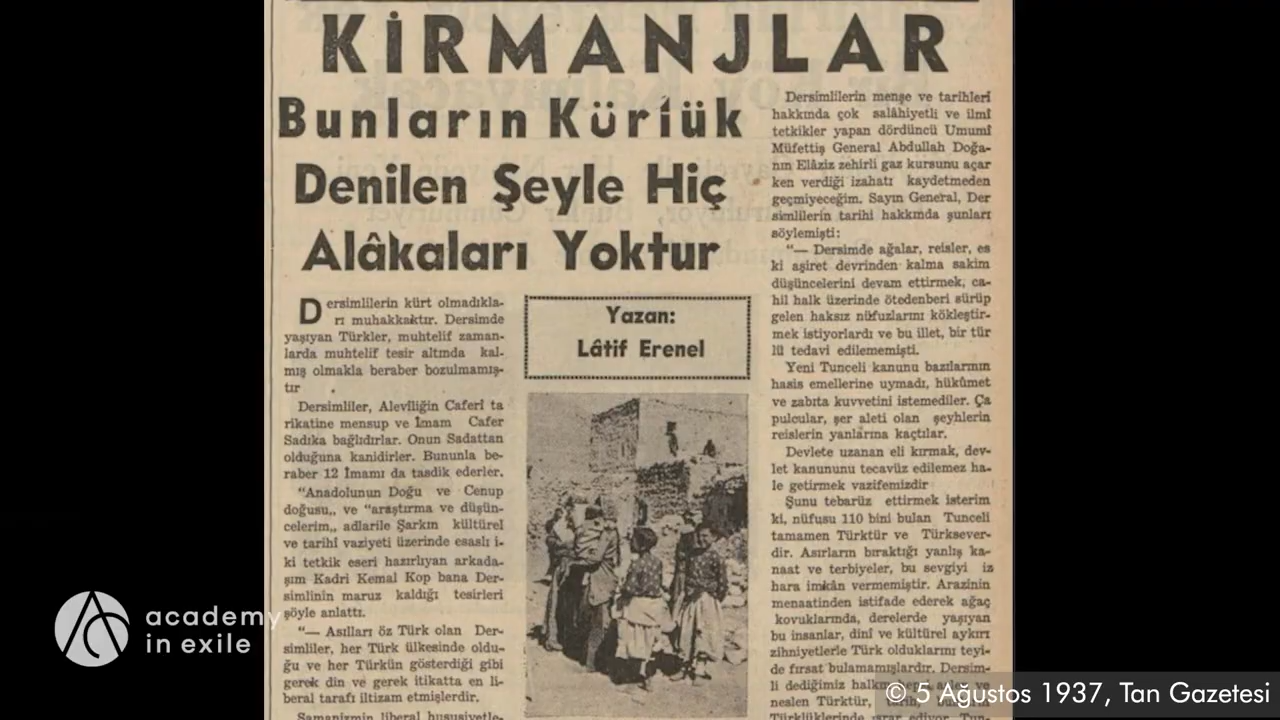 KİRMANJLAR
Bunların Kürtlük
Denilen Şeyle Hiç
Alâkaları Yoktur
Dersimlilerin kürt olmadıkla-
rı muhakkaktır. Dersimde
yaşıyan Türkler, muhtelif zaman-
larda muhtelif tesir altında kal-
mış olmakla beraber bozulmamış-
tır
Dersimliler, Aleviliğin Caferî ta
rikatine mensup ve İmam Cafer
Sadıka bağlıdırlar. Onun Sadattan
olduğuna kanidirler. Bununla be-
raber 12 İmamı da tasdik ederler.
"Anadolunun Doğu ve Cenup
doğusu,, ve "araştırma ve düşün-
celerim,, adlarile Şarkın kültürel
ve tarihî vaziyeti üzerinde esaslı i-
ki tetkik eseri hazırlıyan arkada-
şım Kadri Kemal Kop bana Der-
simlinin maruz kaldığı tesirleri
şöyle anlattı.
"— Asılları öz Türk olan Der-
simliler, her Türk ülkesinde oldu-
ğu ve her Türkün gösterdiği gibi
gerek din ve gerek itikatta en li-
beral tarafı iltizam etmişlerdir.
Şamanizmin liberal hususiyetle-
Yazan:
Lâtif Erenel
Dersimlilerin menşe ve tarihleri
hakkında çok salâhiyetli ve ilmî
tetkikler yapan dördüncü Umumî
Müfettiş General Abdullah Doğa-
nın Elâziz zehirli gaz kursunu açar
ken verdiği izahatı kaydetmeden
geçmiyeceğim. Sayın General, Der
simlilerin tarihi hakkında şunları
söylemişti:
"— Dersimde ağalar, reisler, es
ki aşiret devrinden kalma sakim
düşüncelerini devam ettirmek, ca-
hil halk üzerinde ötedenberi sürüp
gelen haksız nüfuzlarını kökleştir-
mek istiyorlardı ve bu illet, bir tür
lü tedavi edilememişti.
Yeni Tunceli kanunu bazılarının
hasis emellerine uymadı, hükûmet
ve zabıta kuvvetini istemediler. Ça
pulcular, şer aleti olan şeyhlerin
reislerin yanlarına kaçtılar.
Devlete uzanan eli kırmak, dev-
let kanununu tecavüz edilemez ha-
le getirmek vazifemizdir
Şunu tebarüz ettirmek isterim
ki, nüfusu 110 bini bulan Tunceli
tamamen Türktür ve Türksever-
dir. Asırların bıraktığı yanlış ka-
naat ve terbiyeler, bu sevgiyi iz
hara imkân vermemiştir. Arazinin
menaatinden istifade ederek ağaç
kovuklarında, derelerde yaşıyan
bu insanlar, dinî ve kültürel aykırı
zihniyetlerle Türk olduklarını teyi-
de fırsat bulamamışlardır. Dersim-
li dediğimiz halkın
neslen Türktür,
Türklüklerinde ısrar ediyor. Tun-
academy
in exile
© 5 Ağustos 1937, Tan Gazetesi